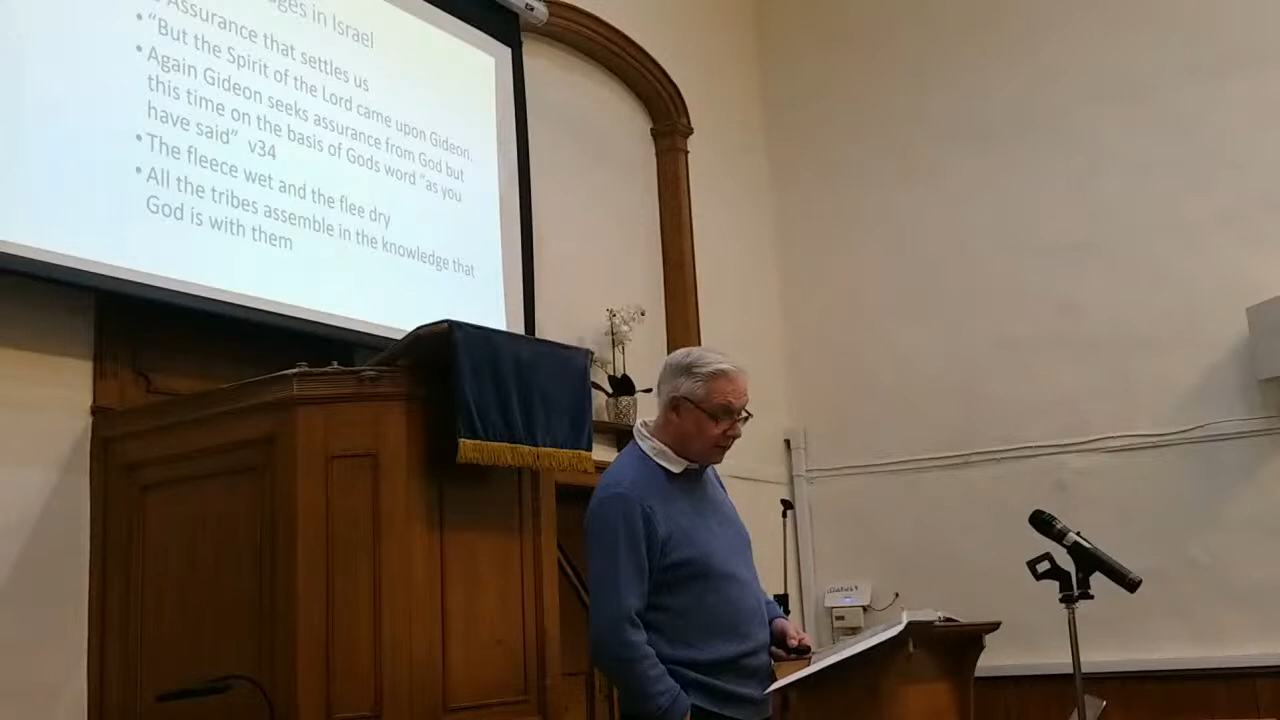 ges in Israel
Assurance that settles us
• "But the Spirit of the Lord came upon Gideon.
• Again Gideon seeks assurance from God but
this time on the basis of Gods word "as you
have said" v34
• The fleece wet and the flee dry
• All the tribes assemble in the knowledge that
God is with them